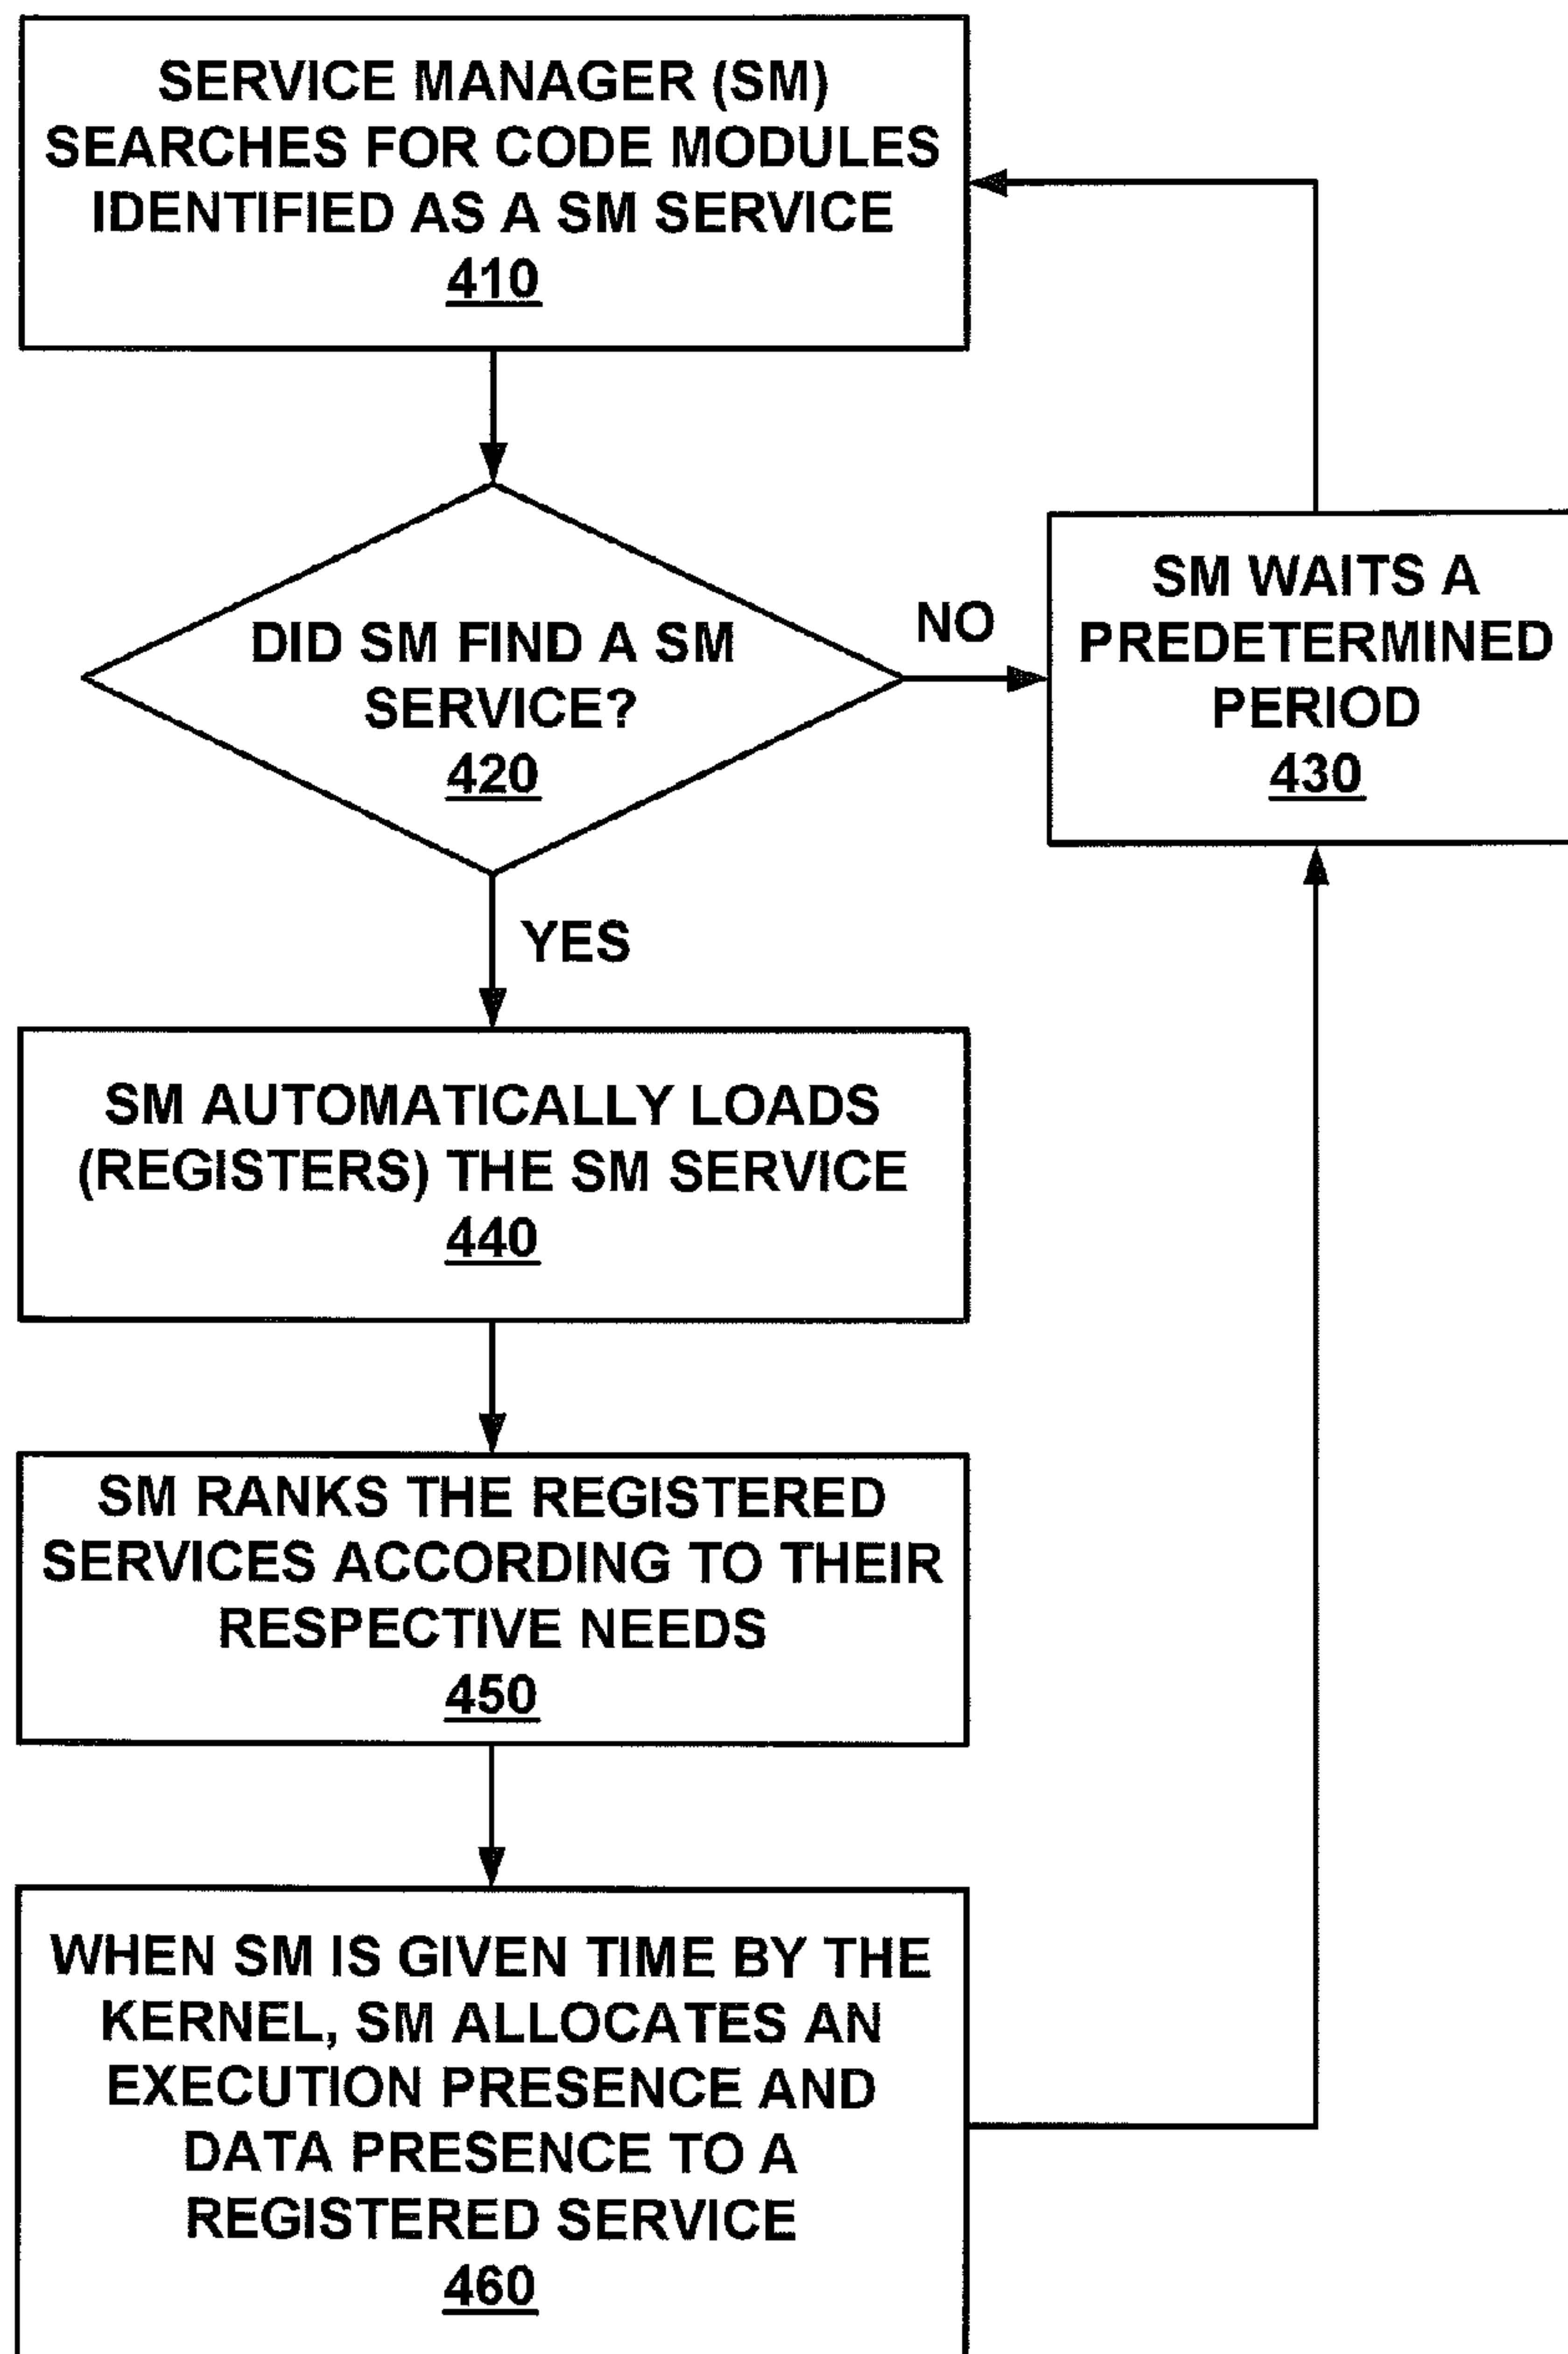 SERVICE MANAGER (SM)
SEARCHES FOR CODE MODULES
IDENTIFIED AS A SM SERVICE
410
DID SM FIND A SM
SERVICE?
420
NO
SM WAITS A
PREDETERMINED
PERIOD
430
YES
SM AUTOMATICALLY LOADS
(REGISTERS) THE SM SERVICE
440
SM RANKS THE REGISTERED
SERVICES ACCORDING TO THEIR
RESPECTIVE NEEDS
450
WHEN SM IS GIVEN TIME BY THE
KERNEL, SM ALLOCATES AN
EXECUTION PRESENCE AND
DATA PRESENCE TO A
REGISTERED SERVICE
460